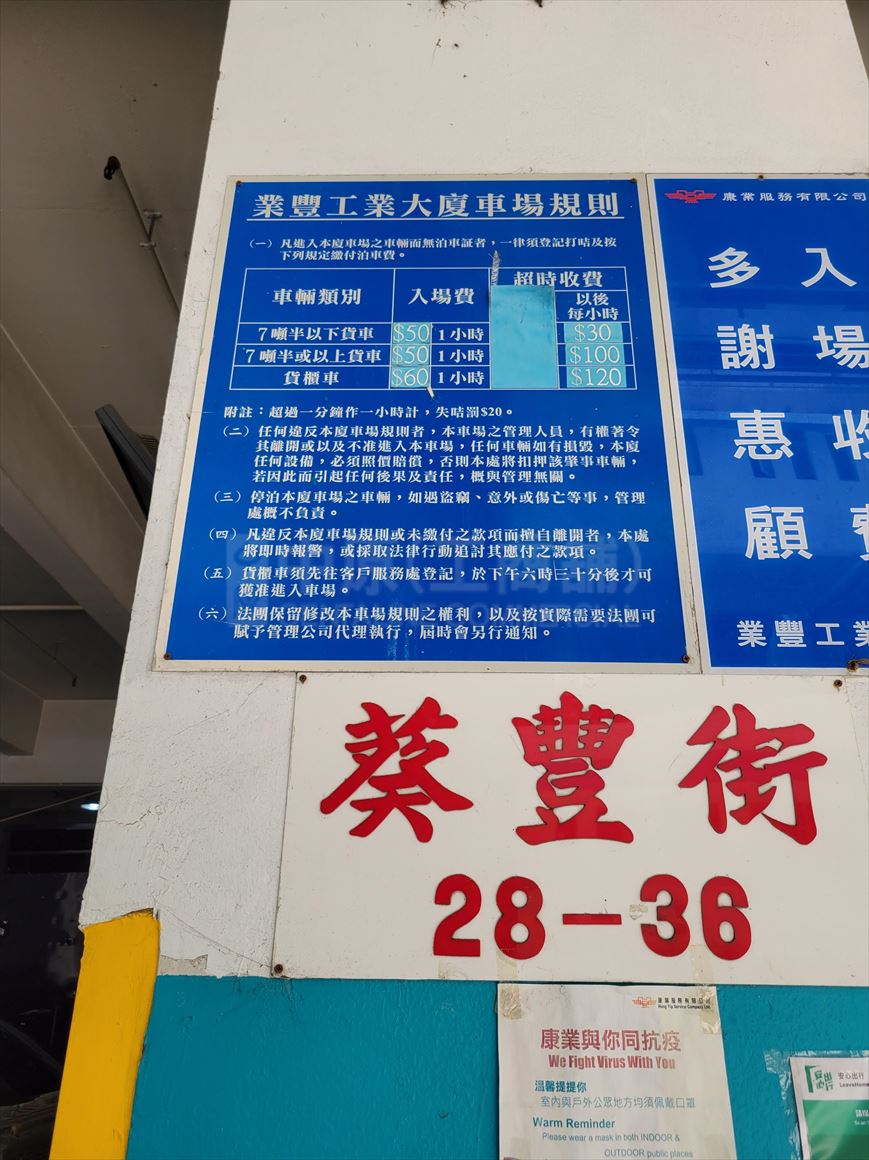 業豐工業大廈車場規則
（一）凡進入本廈車場之車輛而無泊車証者，一律須登記打咭及按
下列規定繳付泊車費。
車輛類別 入場費 超時收費
以後
每小時
7噸半以下貨車 $50 1小時 $30
7噸半或以上貨車 $50 1小時 $100
貨櫃車 $60 1小時 $120
附註：超過一分鐘作一小時計，失咭罰$20。
（二）任何違反本廈車場規則者，本車場之管理人員，有權著令
其離開或以及不准進入本車場，任何車輛如有損毀，本廈
任何設備，必須照價賠償，否則本處將扣押該肇事車輛，
若因此而引起任何後果及責任，概與管理無關。
（三）停泊本廈車場之車輛，如遇盜竊、意外或傷亡等事，管理
處概不負責。
（四）凡違反本廈車場規則或未繳付之款項而擅自離開者，本處
將即時報警，或採取法律行動追討其應付之款項。
（五）貨櫃車須先往客戶服務處登記，於下午六時三十分後才可
獲准進入車場。
（六）法團保留修改本車場規則之權利，以及按實際需要法團可
賦予管理公司代理執行，屆時會另行通知。
康業服務有限公司
多 入
謝 場
惠 收
顧 費
業豐工業
葵豐街
28-36
康業服務有限公司
Hong Yip Service Company Ltd.
康業與你同抗疫
We Fight Virus With You
溫馨提提你
室內與戶外公眾地方均須佩戴口罩
Warm Reminder
Please wear a mask in both INDOOR &
OUTDOOR public places
安心出行
LeaveHome